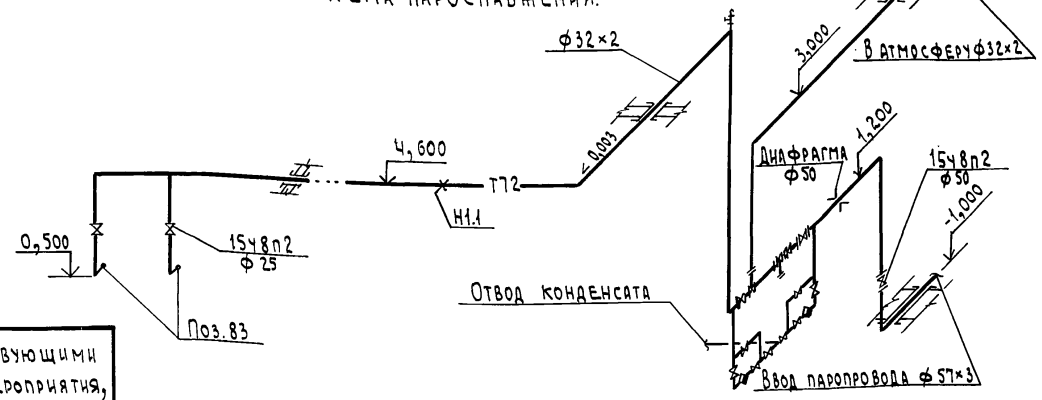 СХЕМА ПАРОСНАБЖЕНИЯ.
ф32×2
3,000
В АТМОСФЕРУ ф32×2
0.003
4,600
ДИАФРАГМА
ф50
1,200
15ч8п2
ф50
-1,000
Т72
Н1.1
0,500
15ч8п2
ф25
ОТВОД КОНДЕНСАТА
Поз.83
ВУЮЩИМИ
РОПРИЯТИЯ,
ВВОД ПАРОПРОВОДА ф57×3